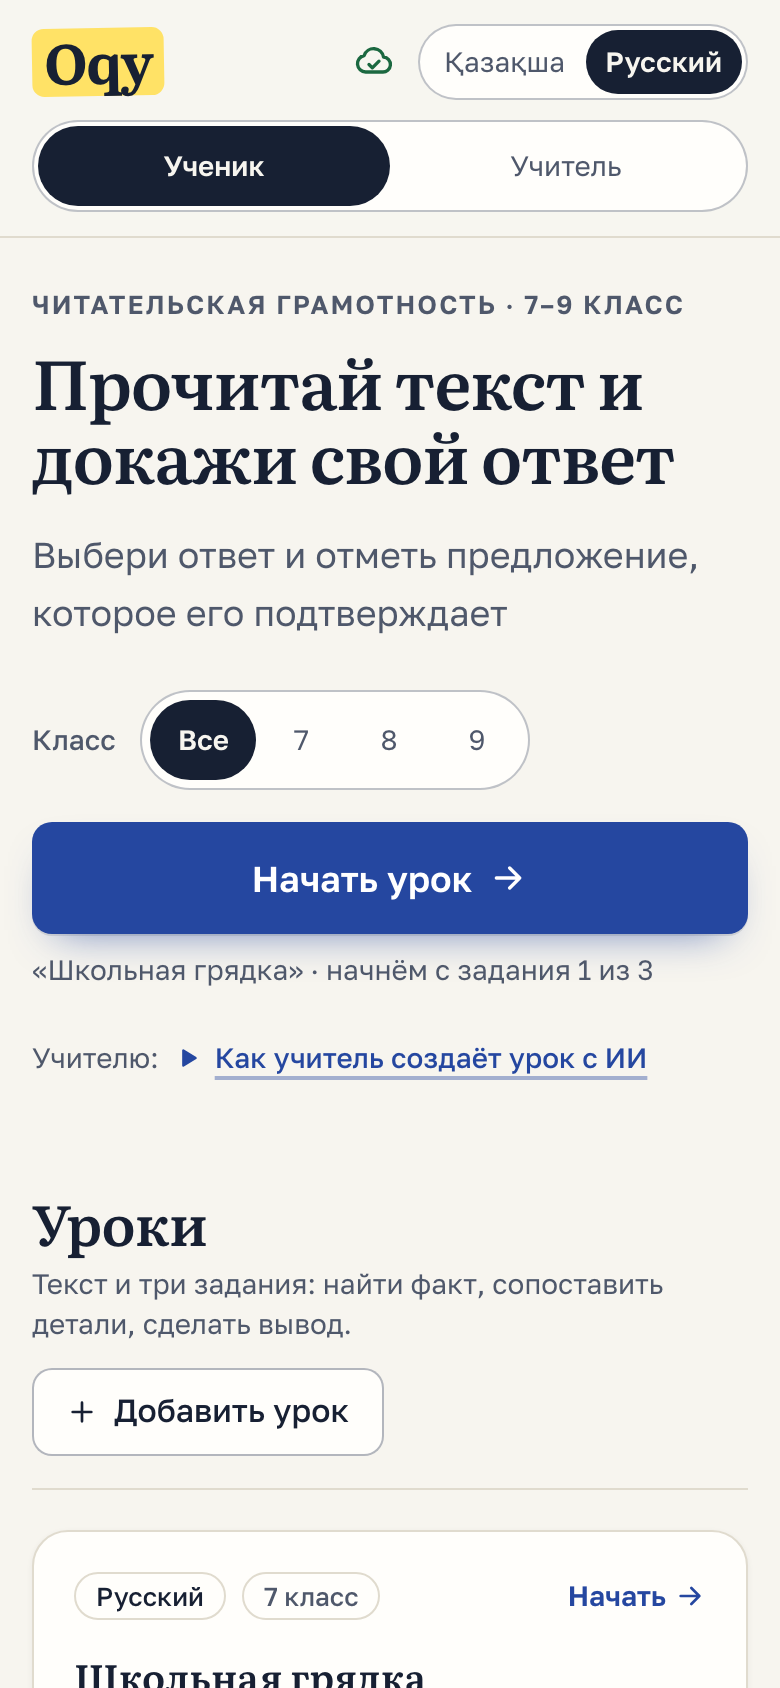 Oqy
Қазақша Русский
Ученик Учитель
ЧИТАТЕЛЬСКАЯ ГРАМОТНОСТЬ · 7–9 КЛАСС
Прочитай текст и
докажи свой ответ
Выбери ответ и отметь предложение,
которое его подтверждает
Класс Все 7 8 9
Начать урок →
«Школьная грядка» · начнём с задания 1 из 3
Учителю: ▶ Как учитель создаёт урок с ИИ
Уроки
Текст и три задания: найти факт, сопоставить
детали, сделать вывод.
+ Добавить урок
Русский 7 класс Начать →
Школьная грядка